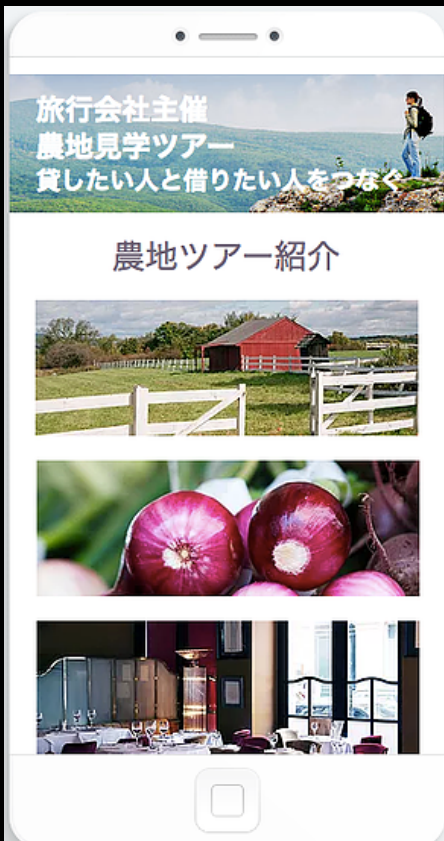 旅行会社主催
農地見学ツアー
貸したい人と借りたい人をつなぐ
農地ツアー紹介